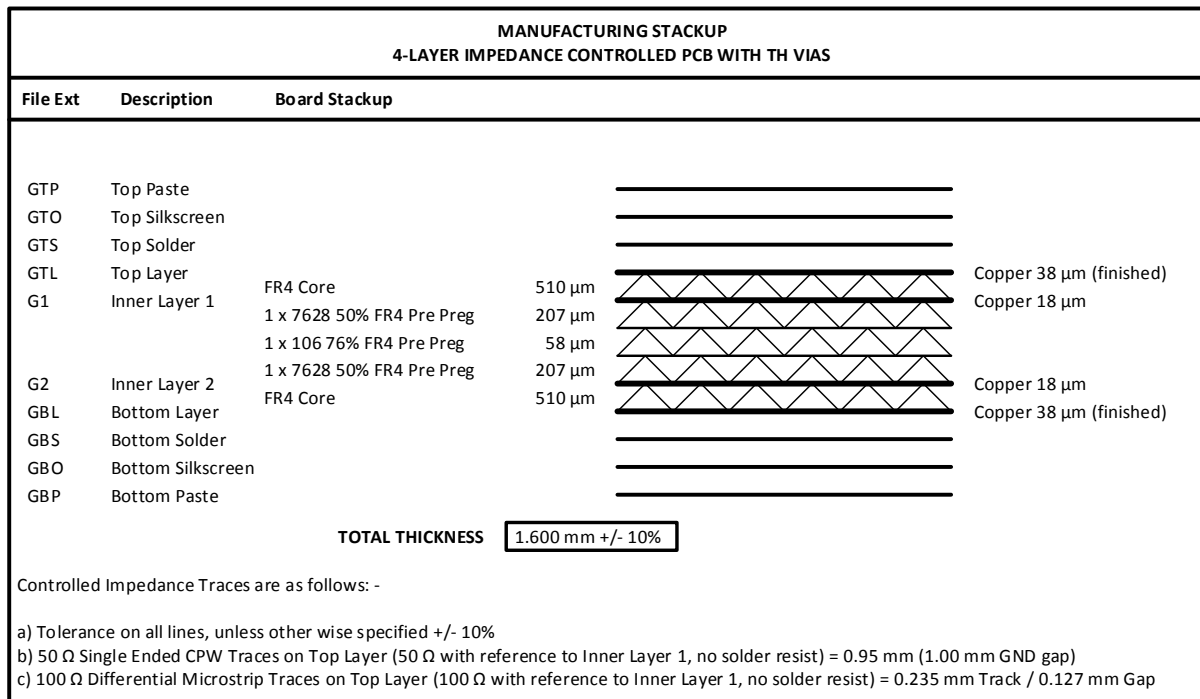 MANUFACTURING STACKUP
4-LAYER IMPEDANCE CONTROLLED PCB WITH TH VIAS
File Ext Description Board Stackup
GTP Top Paste
GTO Top Silkscreen
GTS Top Solder
GTL Top Layer Copper 38 µm (finished)
FR4 Core 510 µm
G1 Inner Layer 1 Copper 18 µm
1 x 7628 50% FR4 Pre Preg 207 µm
1 x 106 76% FR4 Pre Preg 58 µm
1 x 7628 50% FR4 Pre Preg 207 µm
G2 Inner Layer 2 Copper 18 µm
FR4 Core 510 µm
GBL Bottom Layer Copper 38 µm (finished)
GBS Bottom Solder
GBO Bottom Silkscreen
GBP Bottom Paste
TOTAL THICKNESS 1.600 mm +/- 10%
Controlled Impedance Traces are as follows: -
a) Tolerance on all lines, unless other wise specified +/- 10%
b) 50 Ω Single Ended CPW Traces on Top Layer (50 Ω with reference to Inner Layer 1, no solder resist) = 0.95 mm (1.00 mm GND gap)
c) 100 Ω Differential Microstrip Traces on Top Layer (100 Ω with reference to Inner Layer 1, no solder resist) = 0.235 mm Track / 0.127 mm Gap